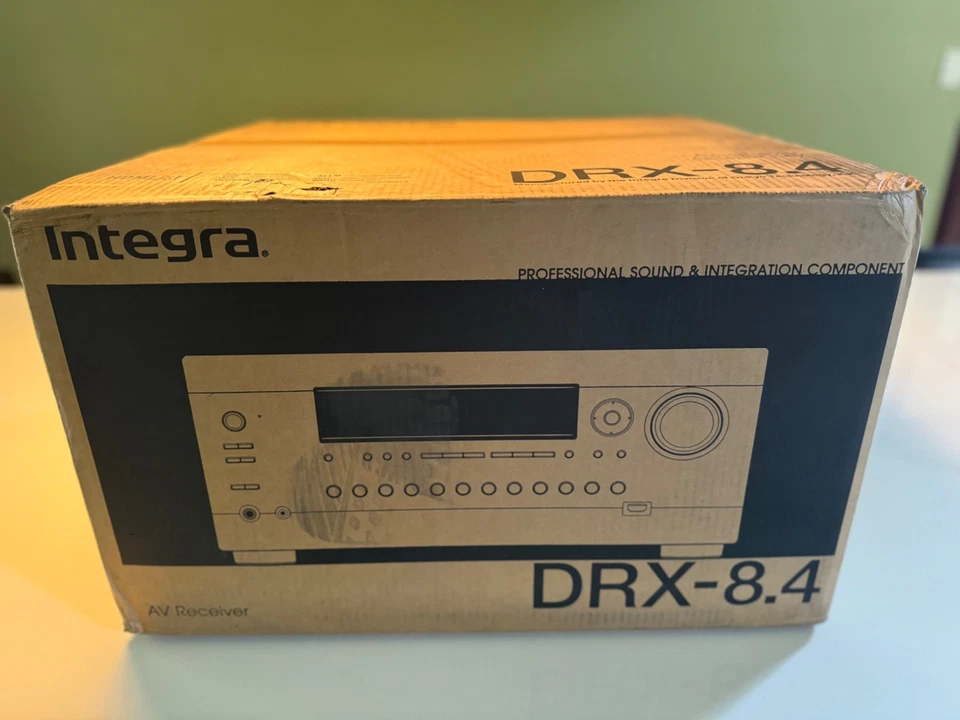 DRX-8.4
Integra®
PROFESSIONAL SOUND & INTEGRATION COMPONENT
DRX-8.4
AV Receiver